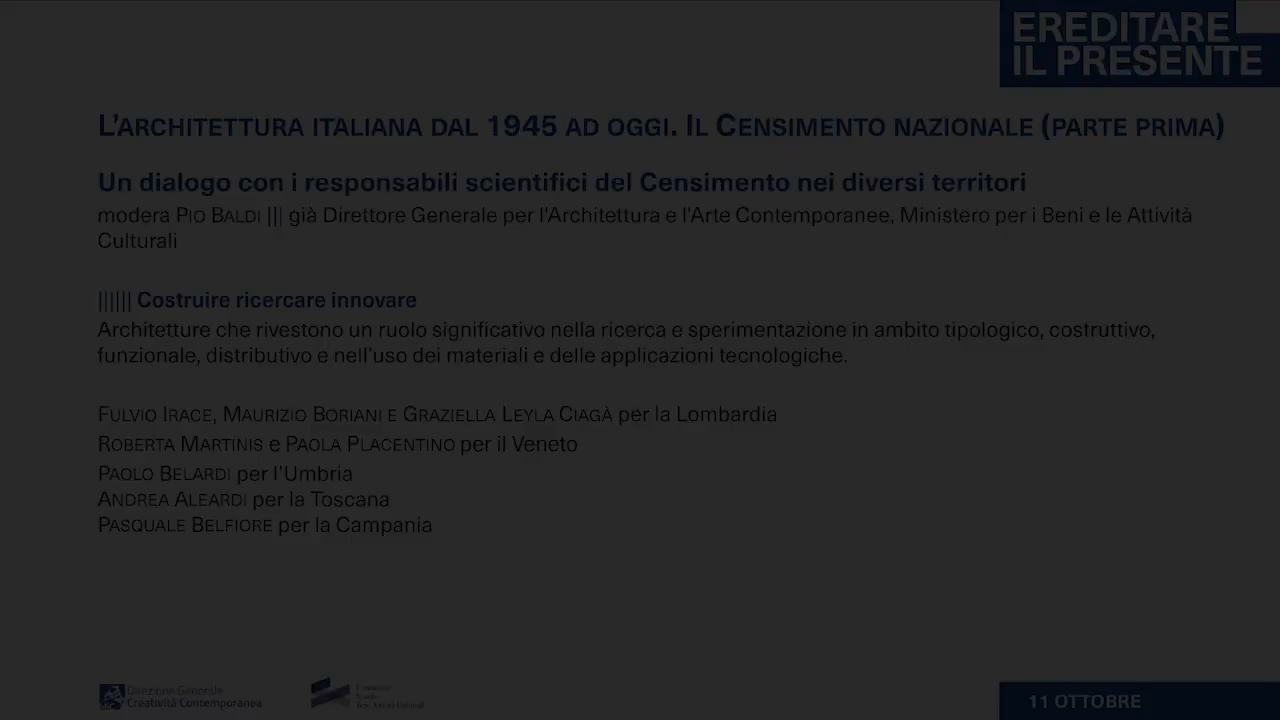 EREDITARE
IL PRESENTE
L'ARCHITETTURA ITALIANA DAL 1945 AD OGGI. IL CENSIMENTO NAZIONALE (PARTE PRIMA)
Un dialogo con i responsabili scientifici del Censimento nei diversi territori
modera PIO BALDI ||| già Direttore Generale per l'Architettura e l'Arte Contemporanee, Ministero per i Beni e le Attività
Culturali
|||||| Costruire ricercare innovare
Architetture che rivestono un ruolo significativo nella ricerca e sperimentazione in ambito tipologico, costruttivo,
funzionale, distributivo e nell'uso dei materiali e delle applicazioni tecnologiche.
FULVIO IRACE, MAURIZIO BORIANI E GRAZIELLA LEYLA CIAGÀ per la Lombardia
ROBERTA MARTINIS e PAOLA PLACENTINO per il Veneto
PAOLO BELARDI per l'Umbria
ANDREA ALEARDI per la Toscana
PASQUALE BELFIORE per la Campania
Direzione Generale
Creatività Contemporanea
11 OTTOBRE